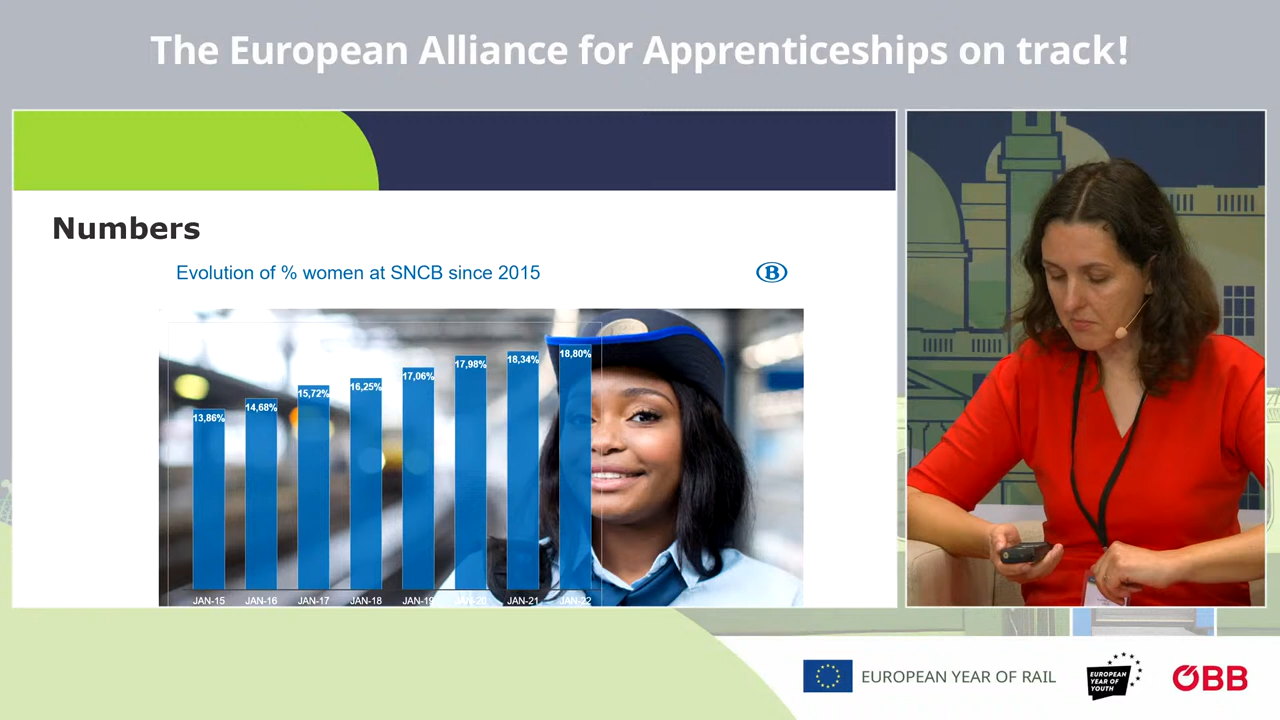 The European Alliance for Apprenticeships on track!
Numbers
Evolution of % women at SNCB since 2015
B
13,86%
14,68%
15,72%
16,25%
17,06%
17,98%
18,34%
18,80%
JAN-15
JAN-16
JAN-17
JAN-18
JAN-19
JAN-20
JAN-21
JAN-22
EUROPEAN YEAR OF RAIL
EUROPEAN
YEAR OF
YOUTH
ÖBB